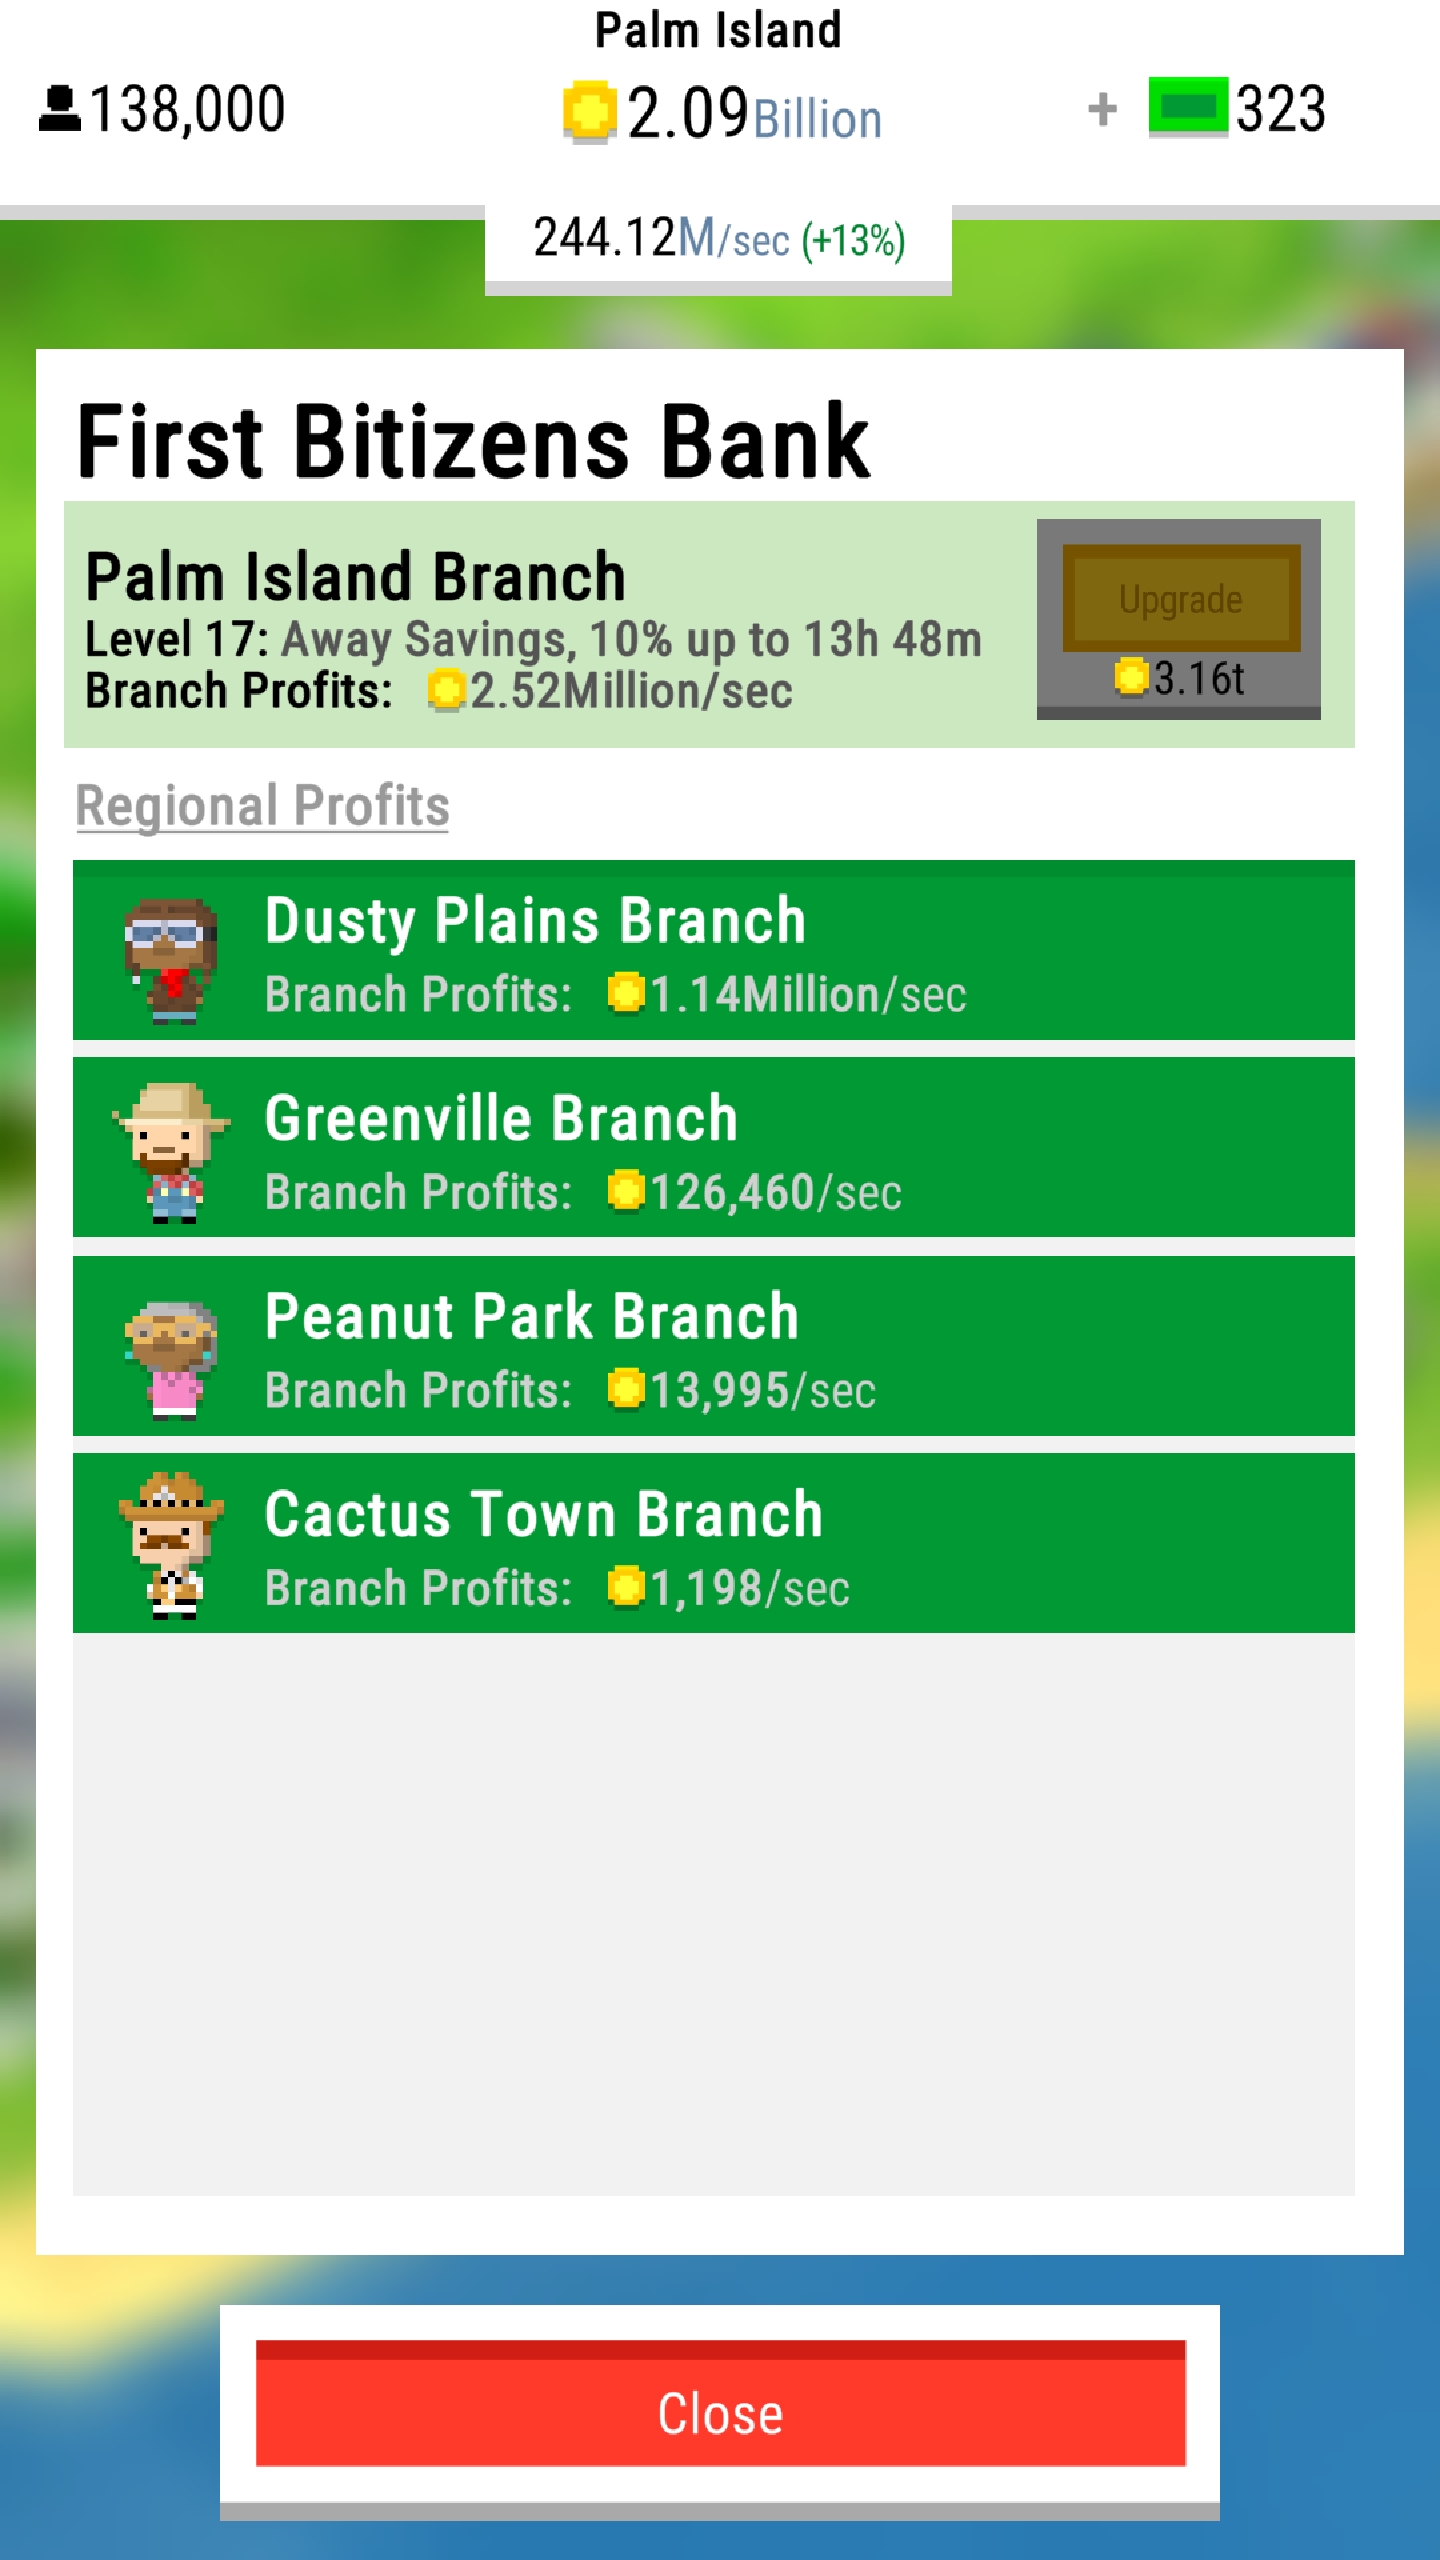 Palm Island
138,000
2.09Billion
+ 323
244.12M/sec (+13%)
First Bitizens Bank
Palm Island Branch
Level 17: Away Savings, 10% up to 13h 48m
Branch Profits: 2.52Million/sec
Upgrade
3.16t
Regional Profits
Dusty Plains Branch
Branch Profits: 1.14Million/sec
Greenville Branch
Branch Profits: 126,460/sec
Peanut Park Branch
Branch Profits: 13,995/sec
Cactus Town Branch
Branch Profits: 1,198/sec
Close